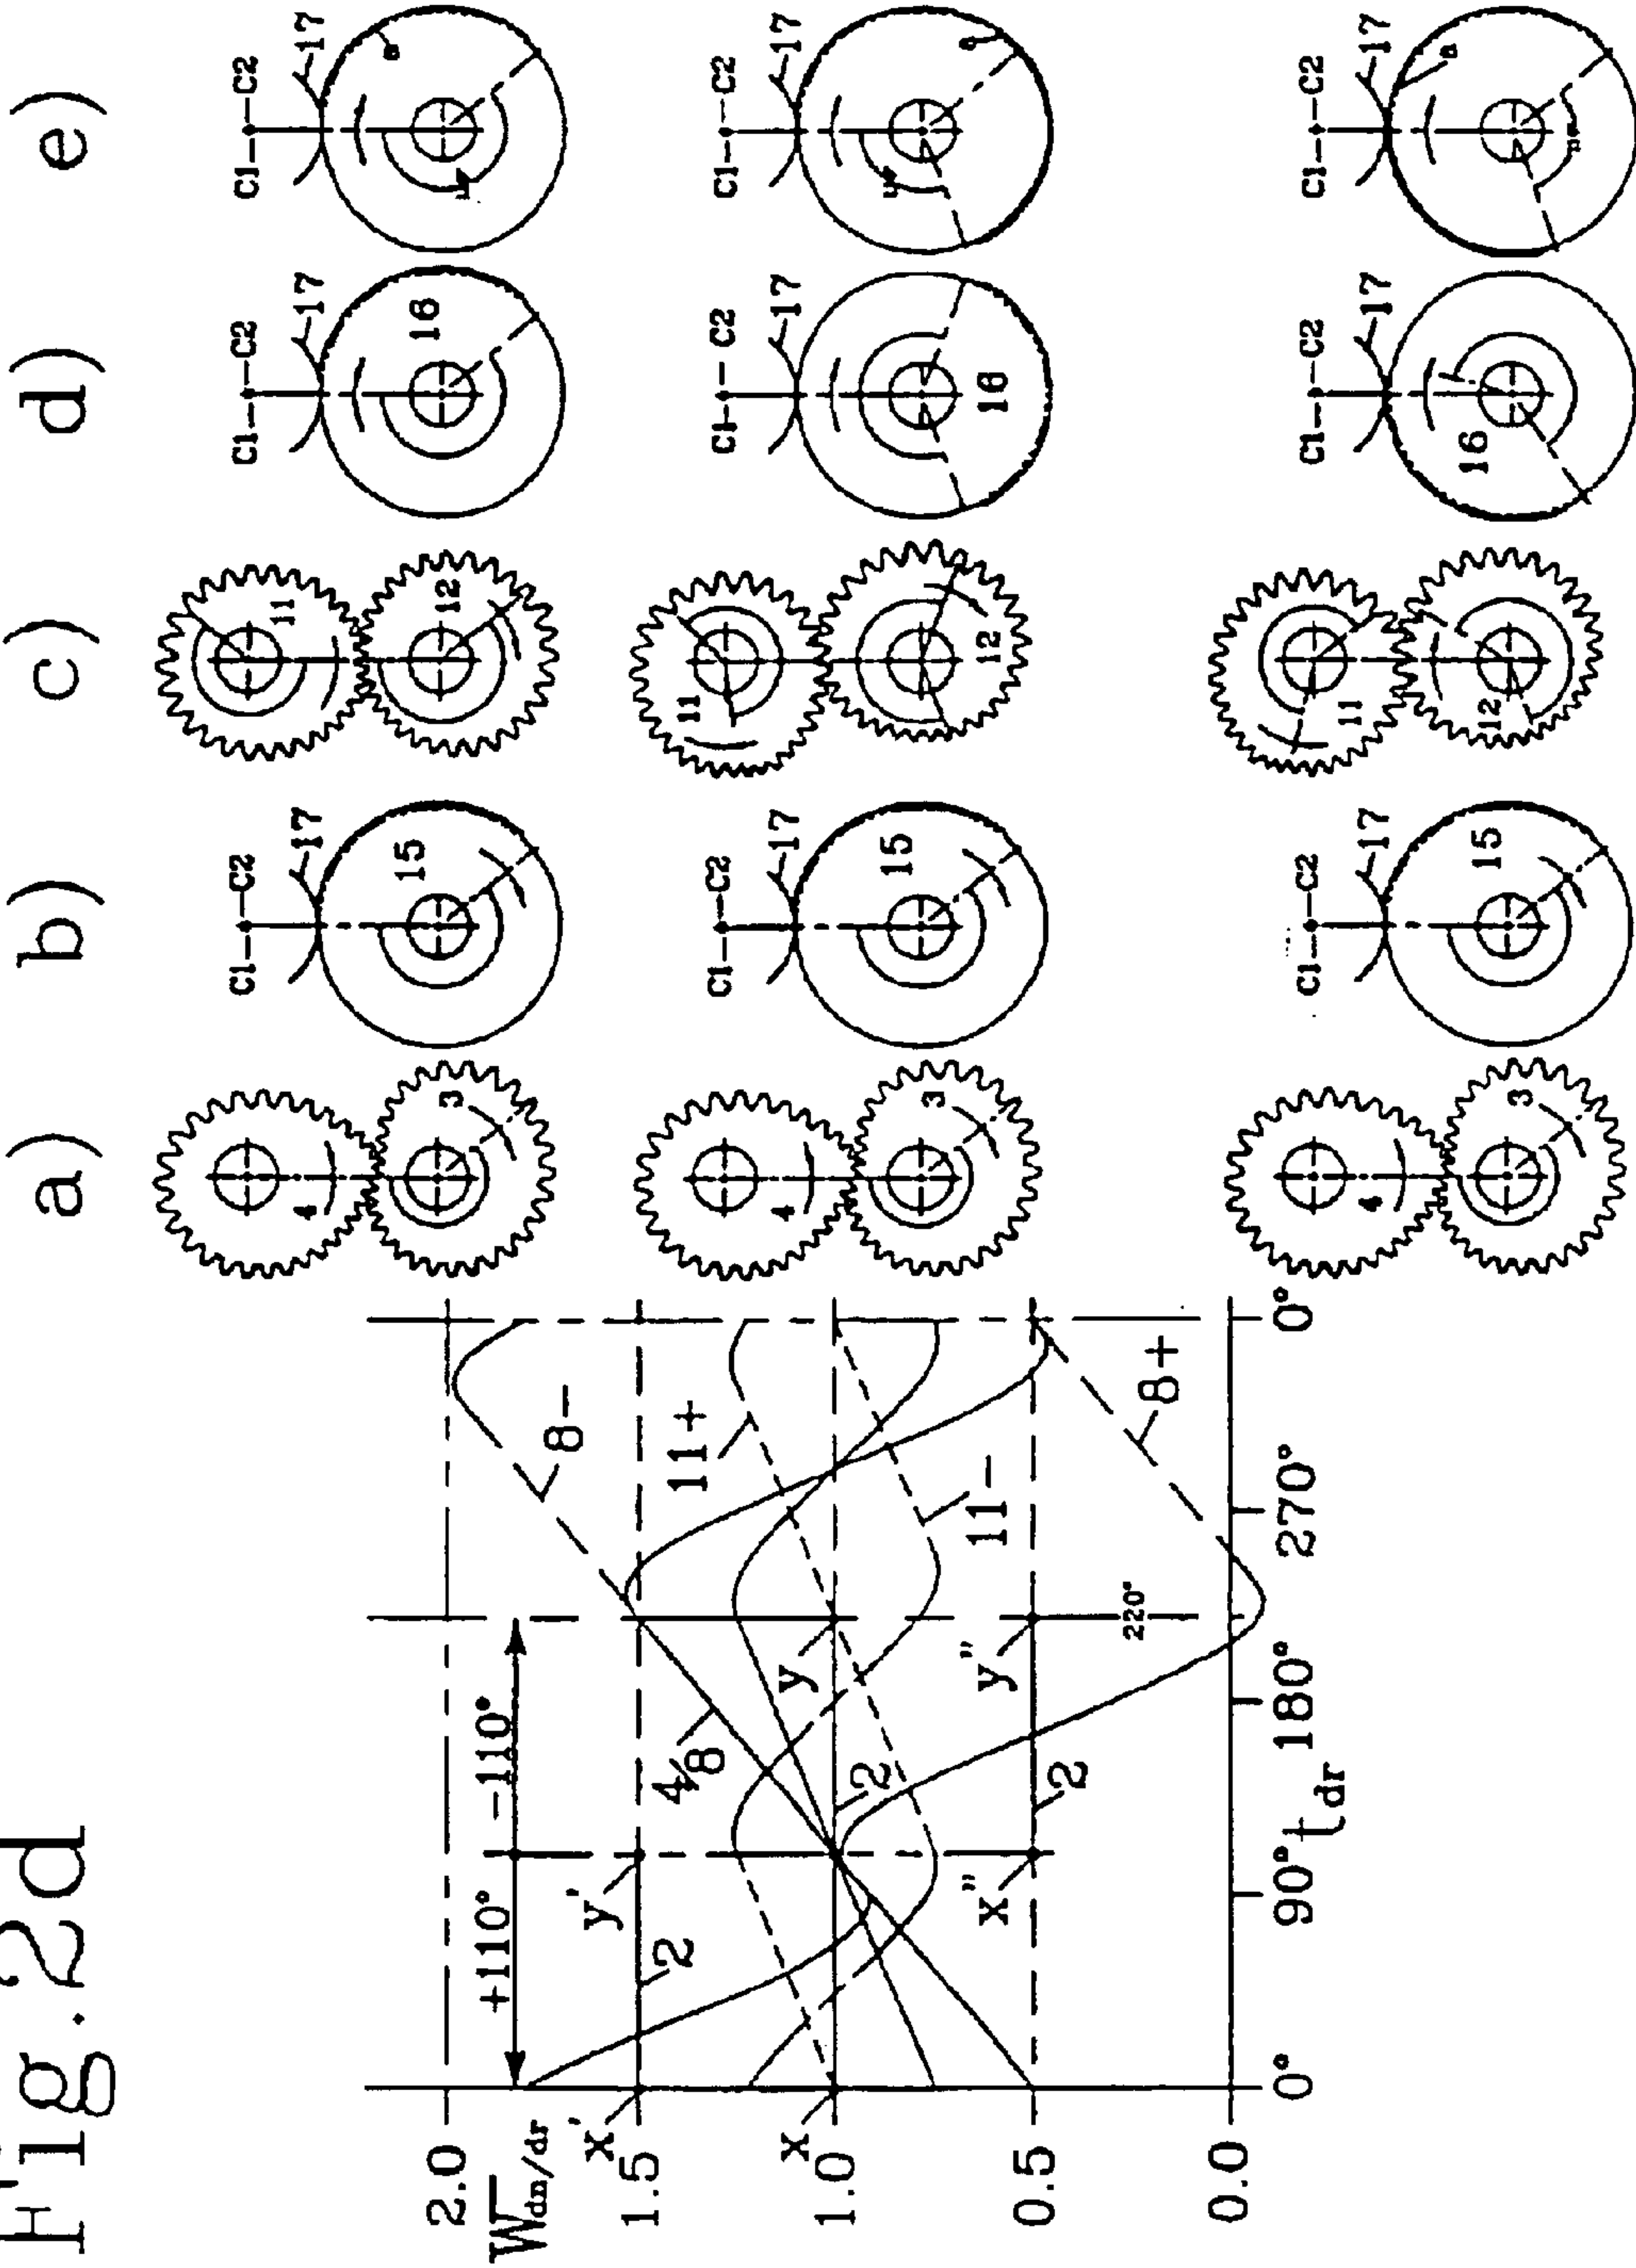 Fig.2d
a) b) c) d) e)
2.0
W̅dn/dr
1.5
1.0
0.5
0.0
x'
x
+110° -110°
y'
x"
y
y"
2
2
2
4/8
8-
11+
11-
8+
220°
0° 90° 180° 270° 0°
tdr
4 3
C1 C2 17 15
11 12
C1 C2 17 16
C1 C2 17 a
4 3
C1 C2 17 15
11 12
C1 C2 17 16
C1 C2 17
4 3
C1 C2 17 15
11 12
C1 C2 17 16
C1 C2 17 a